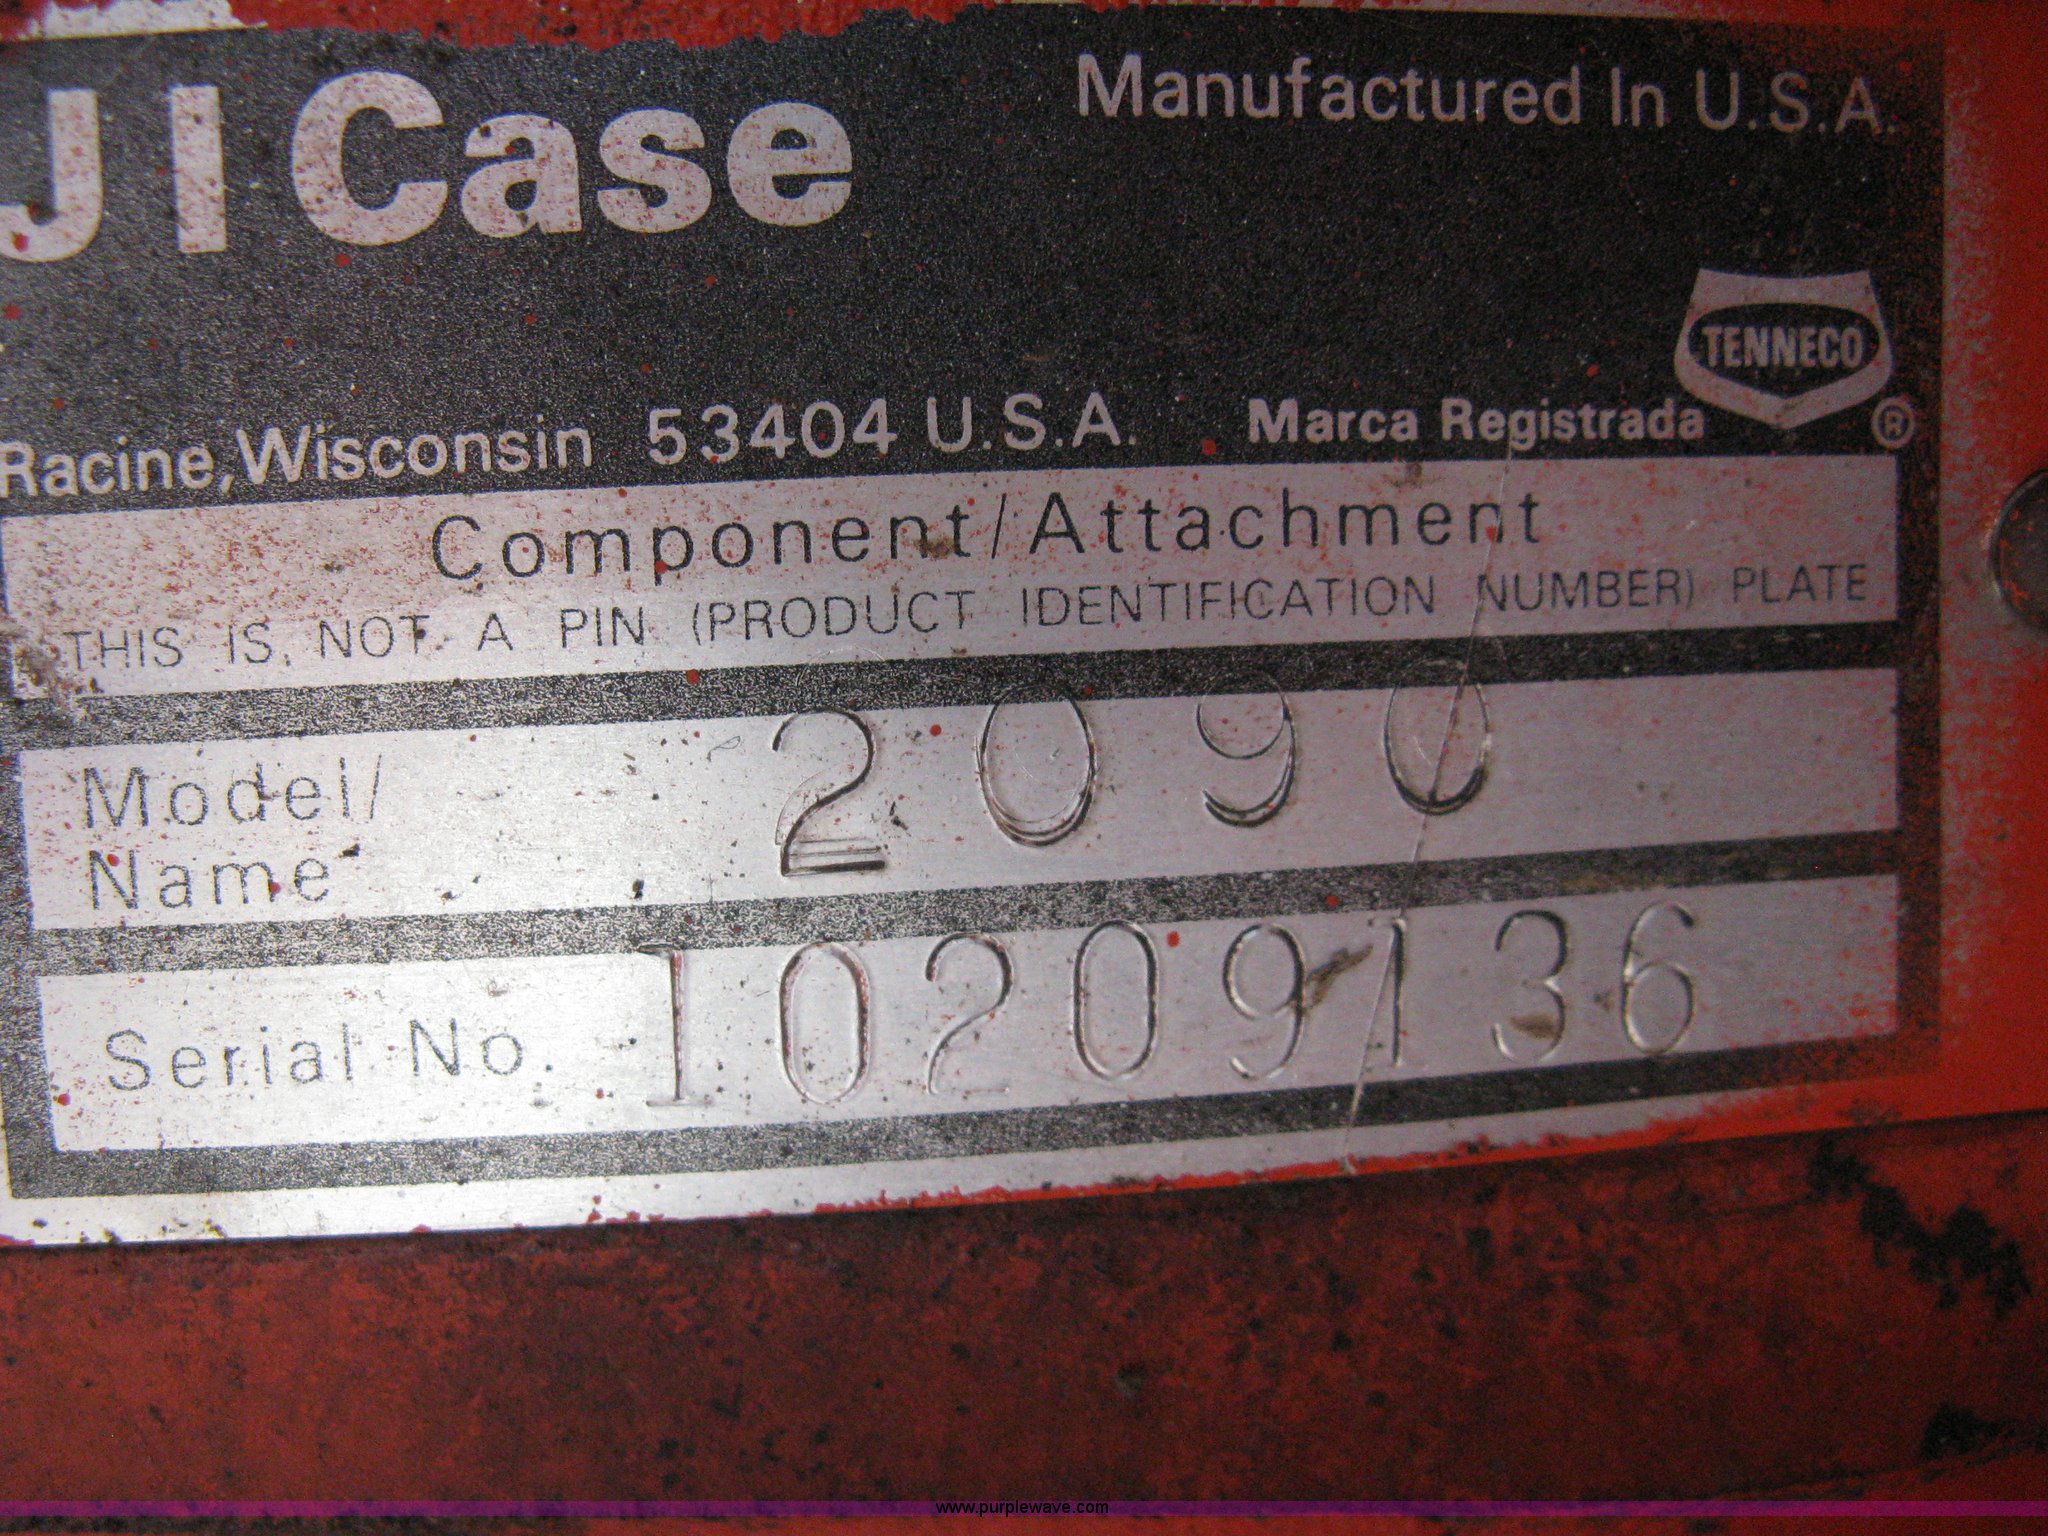 J I Case
Manufactured In U.S.A.
TENNECO
Racine, Wisconsin 53404 U.S.A. Marca Registrada ®
Component/Attachment
THIS IS NOT A PIN (PRODUCT IDENTIFICATION NUMBER) PLATE
Model/ 2090
Name
Serial No. 10209136
www.purplewave.com